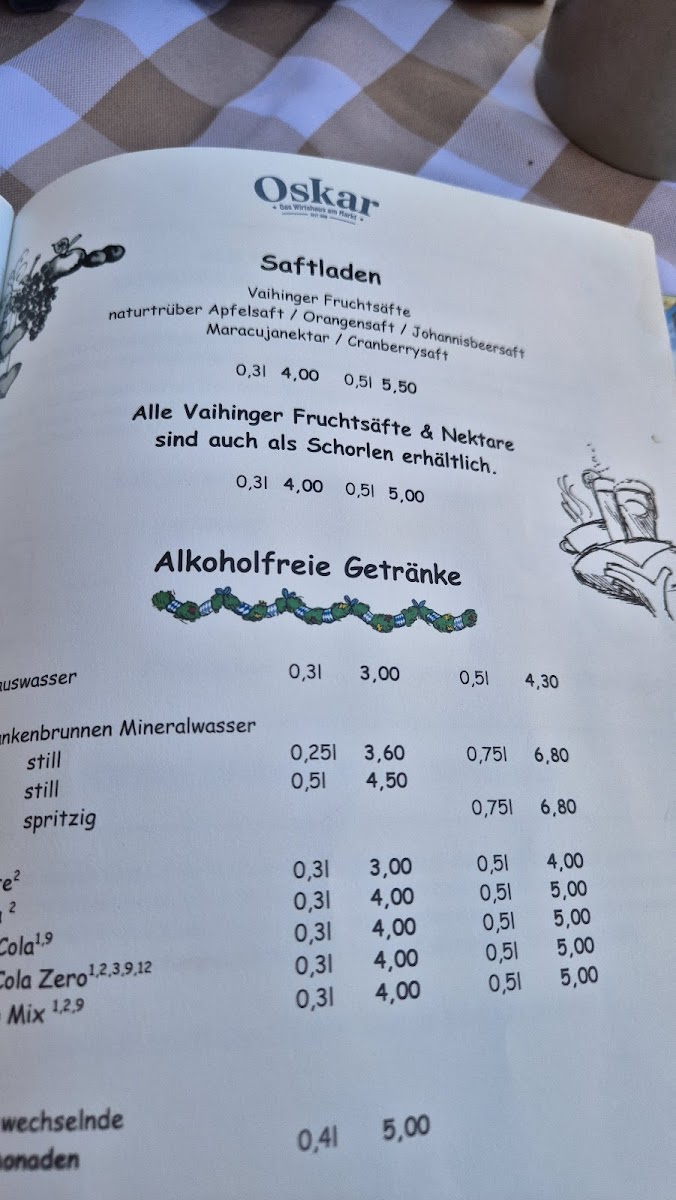 Oskar
Das Wirtshaus am Markt
Saftladen
Vaihinger Fruchtsäfte
naturtrüber Apfelsaft / Orangensaft / Johannisbeersaft
Maracujanektar / Cranberrysaft
0,3l 4,00 0,5l 5,50
Alle Vaihinger Fruchtsäfte & Nektare
sind auch als Schorlen erhältlich.
0,3l 4,00 0,5l 5,00
Alkoholfreie Getränke
uswasser 0,3l 3,00 0,5l 4,30
nkenbrunnen Mineralwasser
still 0,25l 3,60 0,75l 6,80
still 0,5l 4,50
spritzig 0,75l 6,80
e² 0,3l 3,00 0,5l 4,00
² 0,3l 4,00 0,5l 5,00
Cola¹,⁹ 0,3l 4,00 0,5l 5,00
Cola Zero¹,²,³,⁹,¹² 0,3l 4,00 0,5l 5,00
Mix ¹,²,⁹ 0,3l 4,00 0,5l 5,00
wechselnde
onaden 0,4l 5,00